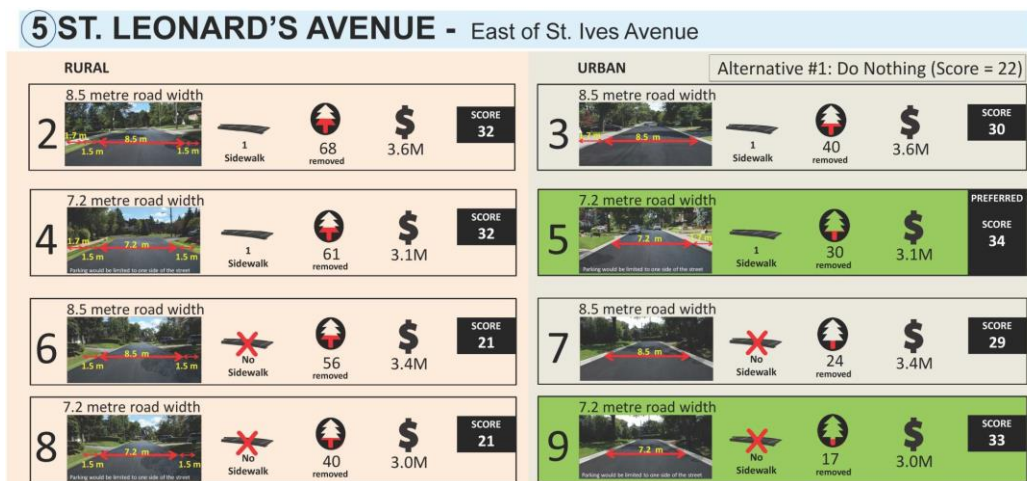 5 ST. LEONARD'S AVENUE - East of St. Ives Avenue
RURAL
URBAN
Alternative #1: Do Nothing (Score = 22)
2
8.5 metre road width
1.7 m
8.5 m
1.5 m
1.5 m
1
Sidewalk
68
removed
$
3.6M
SCORE
32
3
8.5 metre road width
8.5 m
1
Sidewalk
40
removed
$
3.6M
SCORE
30
4
7.2 metre road width
1.7 m
7.2 m
1.5 m
1.5 m
Parking would be limited to one side of the street
1
Sidewalk
61
removed
$
3.1M
SCORE
32
5
7.2 metre road width
7.2 m
Parking would be limited to one side of the street
1
Sidewalk
30
removed
$
3.1M
PREFERRED
SCORE
34
6
8.5 metre road width
8.5 m
1.5 m
1.5 m
No
Sidewalk
56
removed
$
3.4M
SCORE
21
7
8.5 metre road width
8.5 m
No
Sidewalk
24
removed
$
3.4M
SCORE
29
8
7.2 metre road width
7.2 m
1.5 m
1.5 m
Parking would be limited to one side of the street
No
Sidewalk
40
removed
$
3.0M
SCORE
21
9
7.2 metre road width
7.2 m
Parking would be limited to one side of the street
No
Sidewalk
17
removed
$
3.0M
SCORE
33